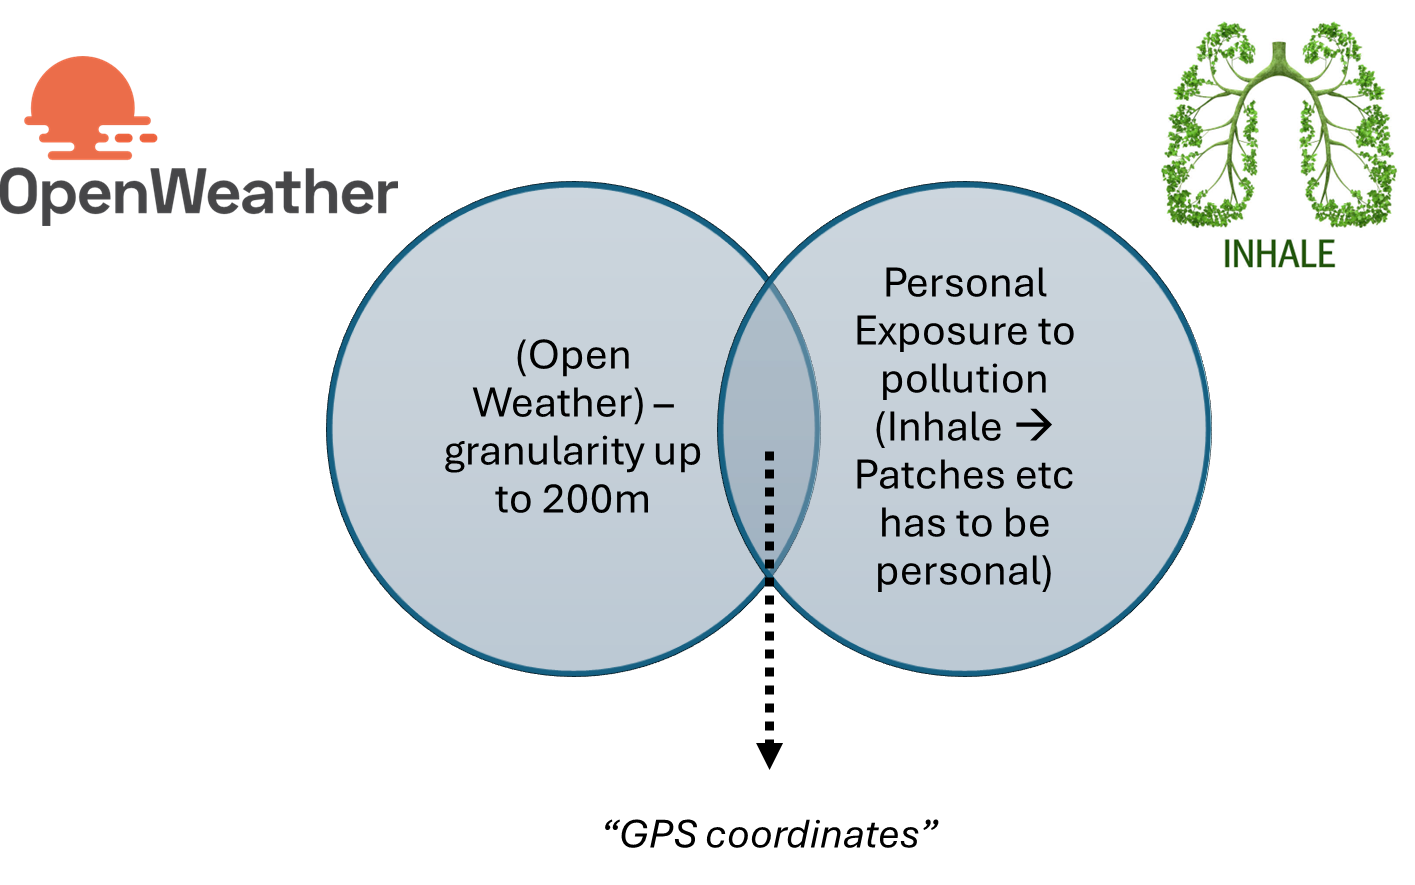 OpenWeather
INHALE
(Open
Weather) –
granularity up
to 200m
Personal
Exposure to
pollution
(Inhale →
Patches etc
has to be
personal)
“GPS coordinates”